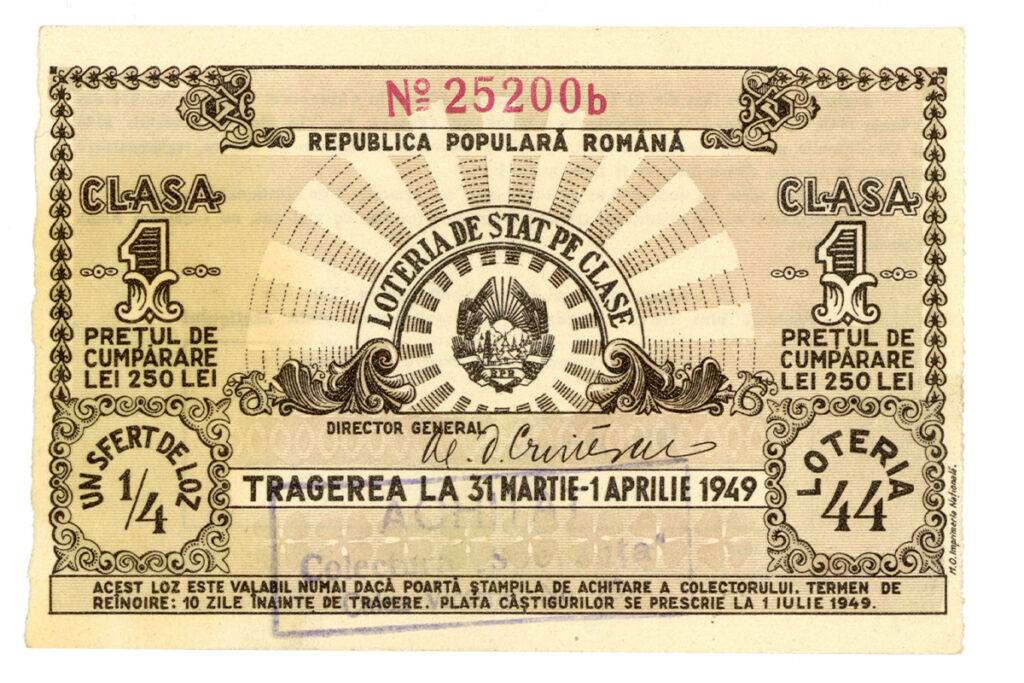 Nº 25200b
REPUBLICA POPULARĂ ROMÂNĂ
CLASA
1
PREȚUL DE
CUMPĂRARE
LEI 250 LEI
LOTERIA DE STAT PE CLASE
RPR
CLASA
1
PREȚUL DE
CUMPĂRARE
LEI 250 LEI
DIRECTOR GENERAL
UN SFERT DE LOZ
1/4
TRAGEREA LA 31 MARTIE-1 APRILIE 1949
LOTERIA
44
ACHITAT
Colectura
ACEST LOZ ESTE VALABIL NUMAI DACĂ POARTĂ ȘTAMPILA DE ACHITARE A COLECTORULUI. TERMEN DE
REÎNOIRE: 10 ZILE ÎNAINTE DE TRAGERE. PLATA CÂȘTIGURILOR SE PRESCRIE LA 1 IULIE 1949.
M.O. Imprimeria Națională.